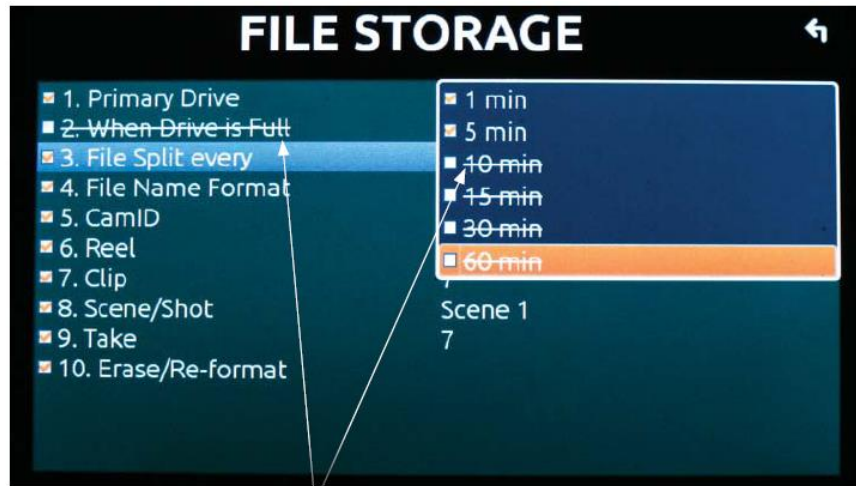 FILE STORAGE
1. Primary Drive
2. When Drive is Full
3. File Split every
4. File Name Format
5. CamID
6. Reel
7. Clip
8. Scene/Shot
9. Take
10. Erase/Re-format
1 min
5 min
10 min
15 min
30 min
60 min
Scene 1
7